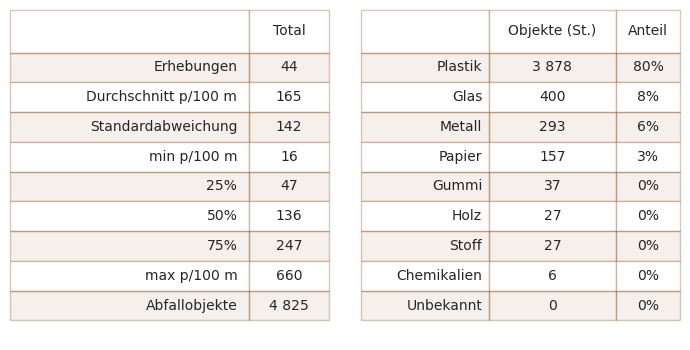 Total
Erhebungen 44
Durchschnitt p/100 m 165
Standardabweichung 142
min p/100 m 16
25% 47
50% 136
75% 247
max p/100 m 660
Abfallobjekte 4 825
Objekte (St.) Anteil
Plastik 3 878 80%
Glas 400 8%
Metall 293 6%
Papier 157 3%
Gummi 37 0%
Holz 27 0%
Stoff 27 0%
Chemikalien 6 0%
Unbekannt 0 0%